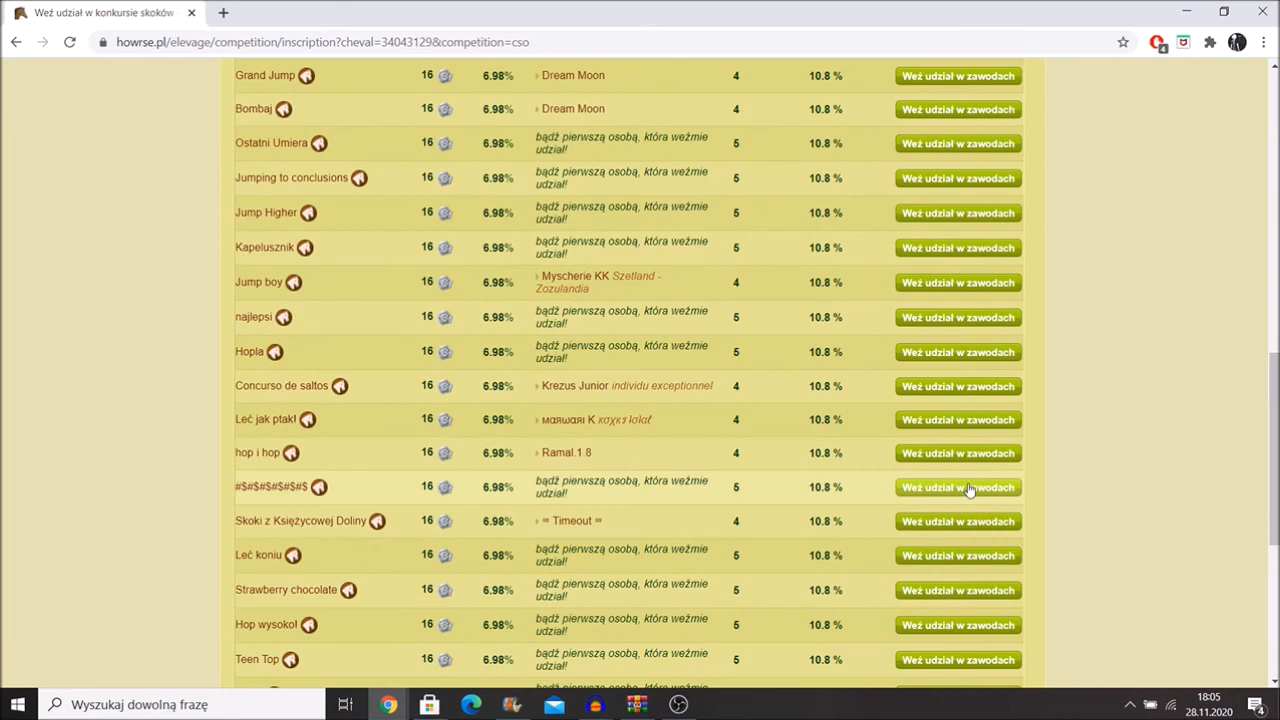 Weź udział w konkursie skoków
howrse.pl/elevage/competition/inscription?cheval=34043129&competition=cso
4
Grand Jump 16 6.98% Dream Moon 4 10.8 % Weź udział w zawodach
Bombaj 16 6.98% Dream Moon 4 10.8 % Weź udział w zawodach
Ostatni Umiera 16 6.98% bądź pierwszą osobą, która weźmie udział! 5 10.8 % Weź udział w zawodach
Jumping to conclusions 16 6.98% bądź pierwszą osobą, która weźmie udział! 5 10.8 % Weź udział w zawodach
Jump Higher 16 6.98% bądź pierwszą osobą, która weźmie udział! 5 10.8 % Weź udział w zawodach
Kapelusznik 16 6.98% bądź pierwszą osobą, która weźmie udział! 5 10.8 % Weź udział w zawodach
Jump boy 16 6.98% Myscherie KK Szetland - Zozulandia 4 10.8 % Weź udział w zawodach
najlepsi 16 6.98% bądź pierwszą osobą, która weźmie udział! 5 10.8 % Weź udział w zawodach
Hopla 16 6.98% bądź pierwszą osobą, która weźmie udział! 5 10.8 % Weź udział w zawodach
Concurso de saltos 16 6.98% Krezus Junior individu exceptionnel 4 10.8 % Weź udział w zawodach
Leć jak ptak! 16 6.98% 4 10.8 % Weź udział w zawodach
hop i hop 16 6.98% Ramal.1.8 4 10.8 % Weź udział w zawodach
#$#$#$#$#$ 16 6.98% bądź pierwszą osobą, która weźmie udział! 5 10.8 % Weź udział w zawodach
Skoki z Księżycowej Doliny 16 6.98% ∞ Timeout ∞ 4 10.8 % Weź udział w zawodach
Leć koniu 16 6.98% bądź pierwszą osobą, która weźmie udział! 5 10.8 % Weź udział w zawodach
Strawberry chocolate 16 6.98% bądź pierwszą osobą, która weźmie udział! 5 10.8 % Weź udział w zawodach
Hop wysoko! 16 6.98% bądź pierwszą osobą, która weźmie udział! 5 10.8 % Weź udział w zawodach
Teen Top 16 6.98% bądź pierwszą osobą, która weźmie udział! 5 10.8 % Weź udział w zawodach
Wyszukaj dowolną frazę
18:05
28.11.2020
4